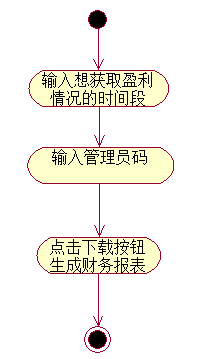 输入想获取盈利
情况的时间段
输入管理员码
点击下载按钮
生成财务报表